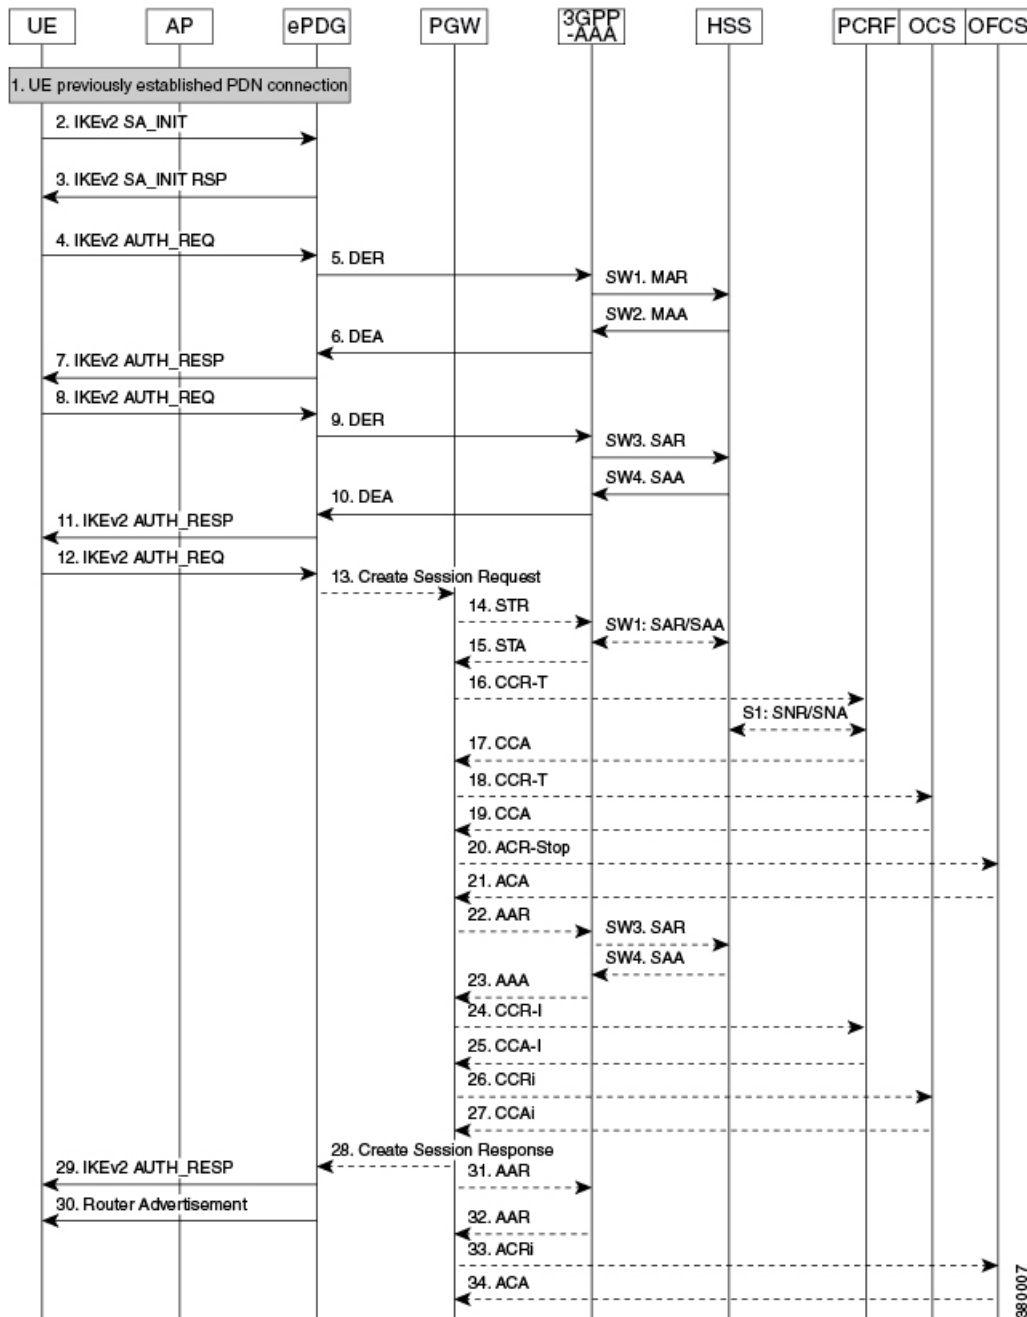 UE AP ePDG PGW 3GPP HSS PCRF OCS OFCS
-AAA
1. UE previously established PDN connection
2. IKEv2 SA_INIT
3. IKEv2 SA_INIT RSP
4. IKEv2 AUTH_REQ
5. DER
SW1. MAR
SW2. MAA
6. DEA
7. IKEv2 AUTH_RESP
8. IKEv2 AUTH_REQ
9. DER
SW3. SAR
SW4. SAA
10. DEA
11. IKEv2 AUTH_RESP
12. IKEv2 AUTH_REQ
13. Create Session Request
14. STR
SW1: SAR/SAA
15. STA
16. CCR-T
S1: SNR/SNA
17. CCA
18. CCR-T
19. CCA
20. ACR-Stop
21. ACA
22. AAR
SW3. SAR
SW4. SAA
23. AAA
24. CCR-I
25. CCA-I
26. CCRi
27. CCAi
28. Create Session Response
29. IKEv2 AUTH_RESP
31. AAR
30. Router Advertisement
32. AAR
33. ACRi
34. ACA
380007